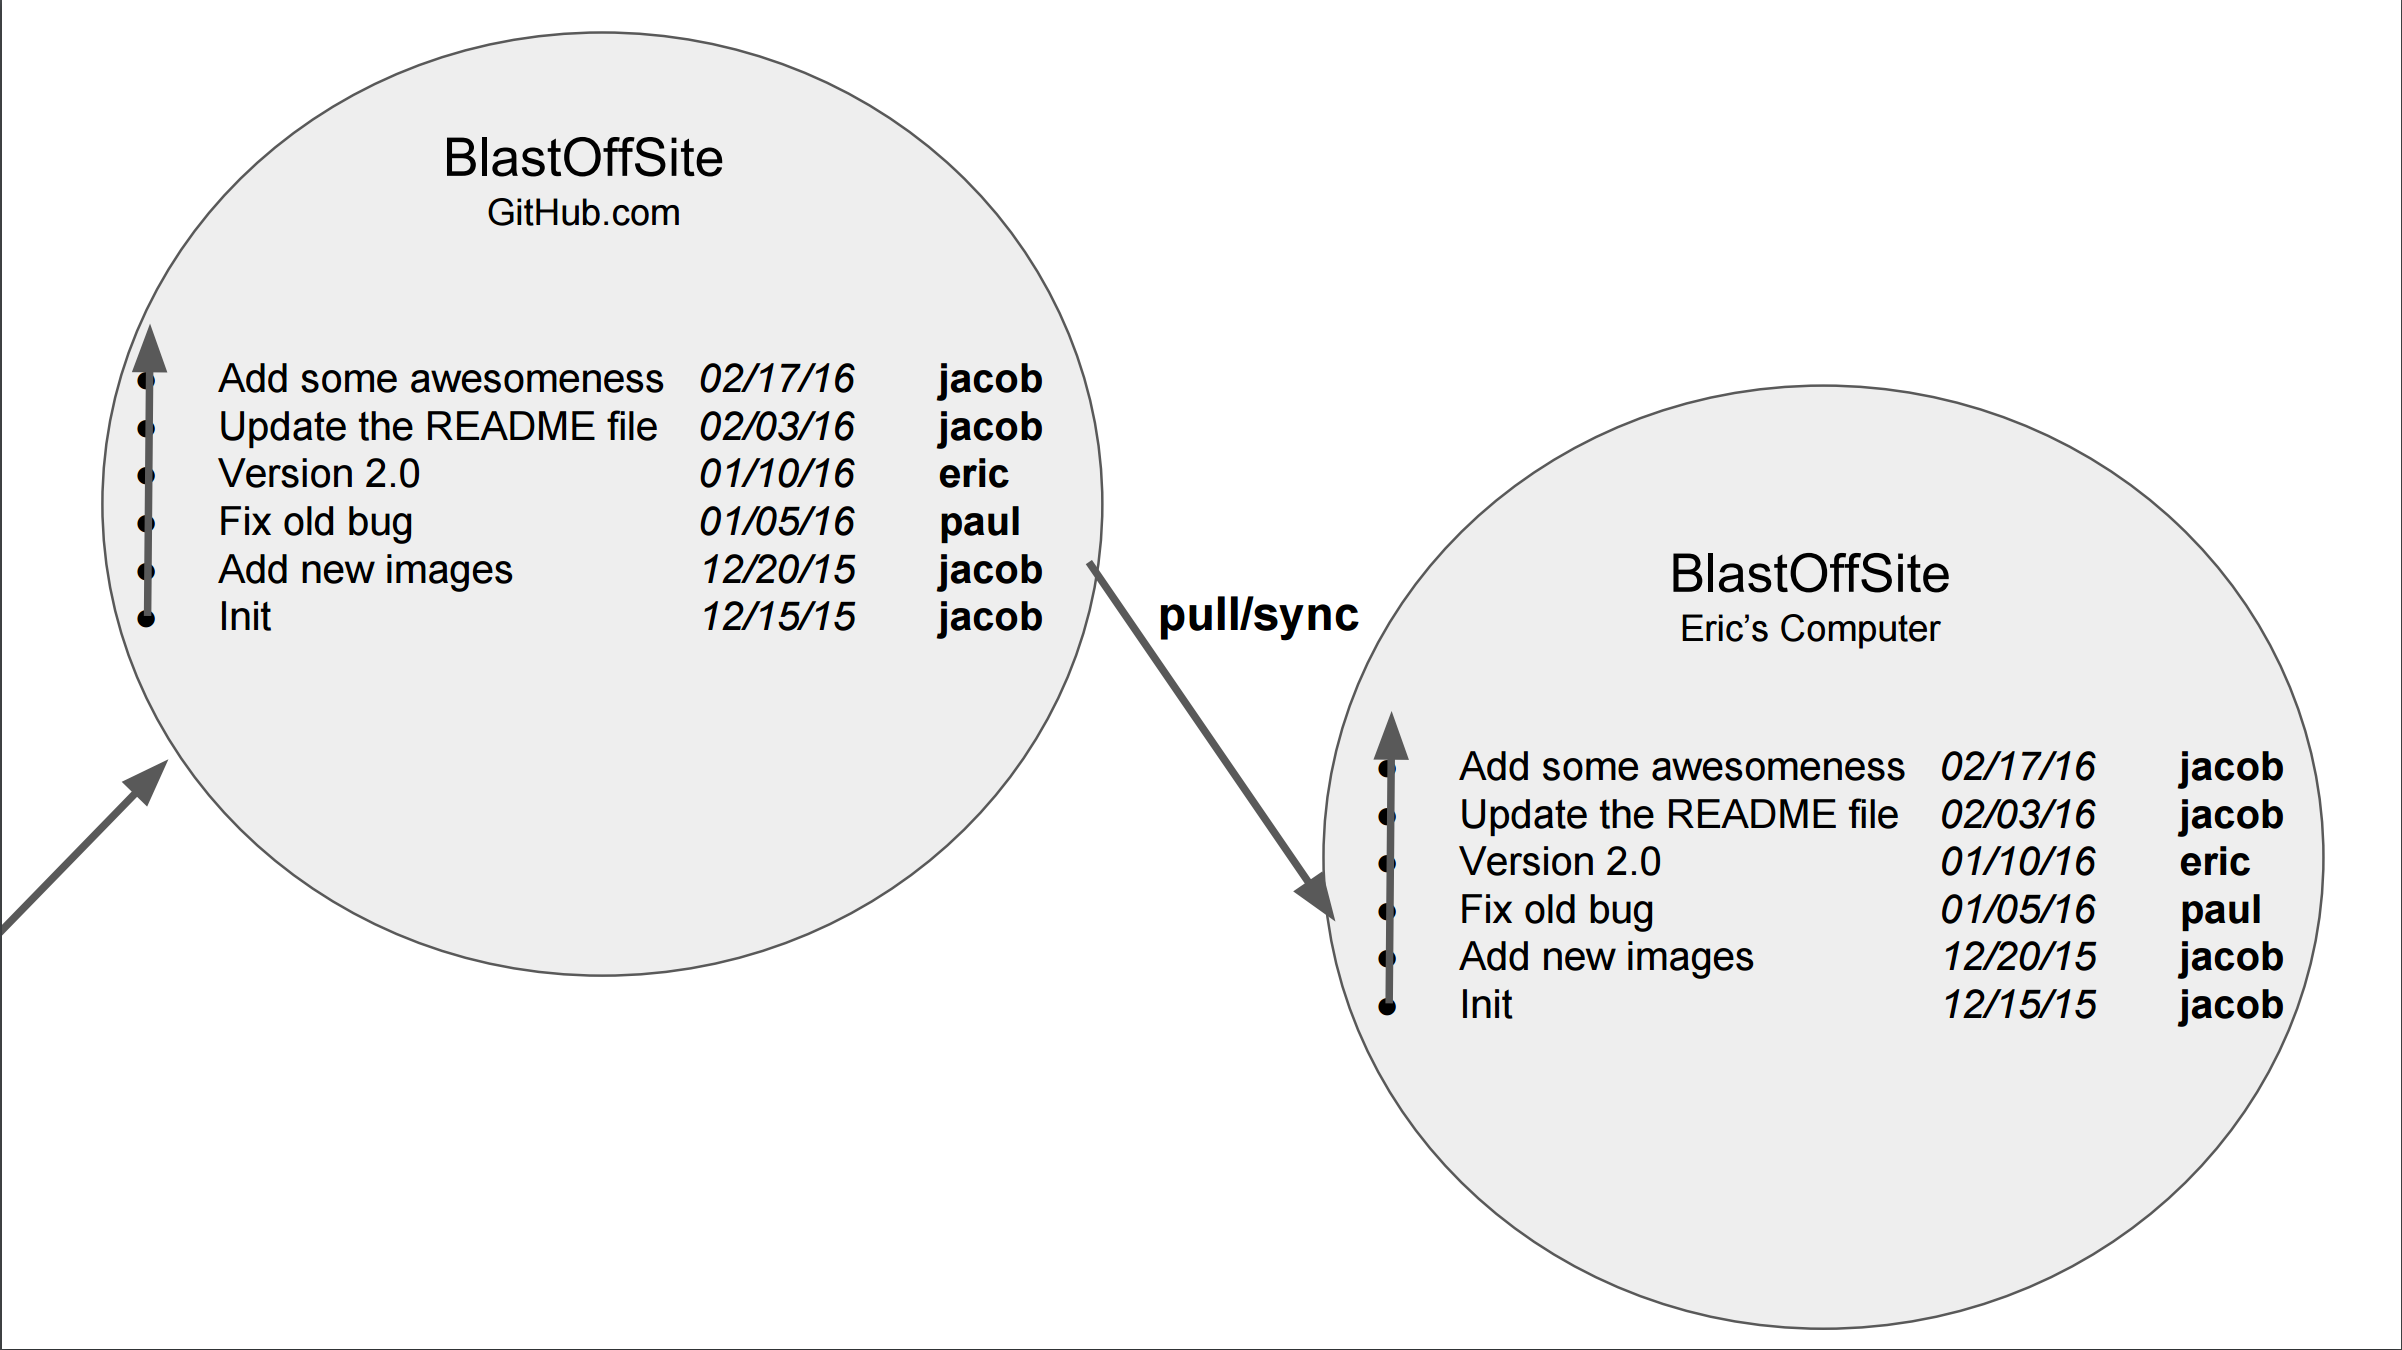 BlastOffSite
GitHub.com
● Add some awesomeness 02/17/16 jacob
● Update the README file 02/03/16 jacob
● Version 2.0 01/10/16 eric
● Fix old bug 01/05/16 paul
● Add new images 12/20/15 jacob
● Init 12/15/15 jacob
pull/sync
BlastOffSite
Eric’s Computer
● Add some awesomeness 02/17/16 jacob
● Update the README file 02/03/16 jacob
● Version 2.0 01/10/16 eric
● Fix old bug 01/05/16 paul
● Add new images 12/20/15 jacob
● Init 12/15/15 jacob